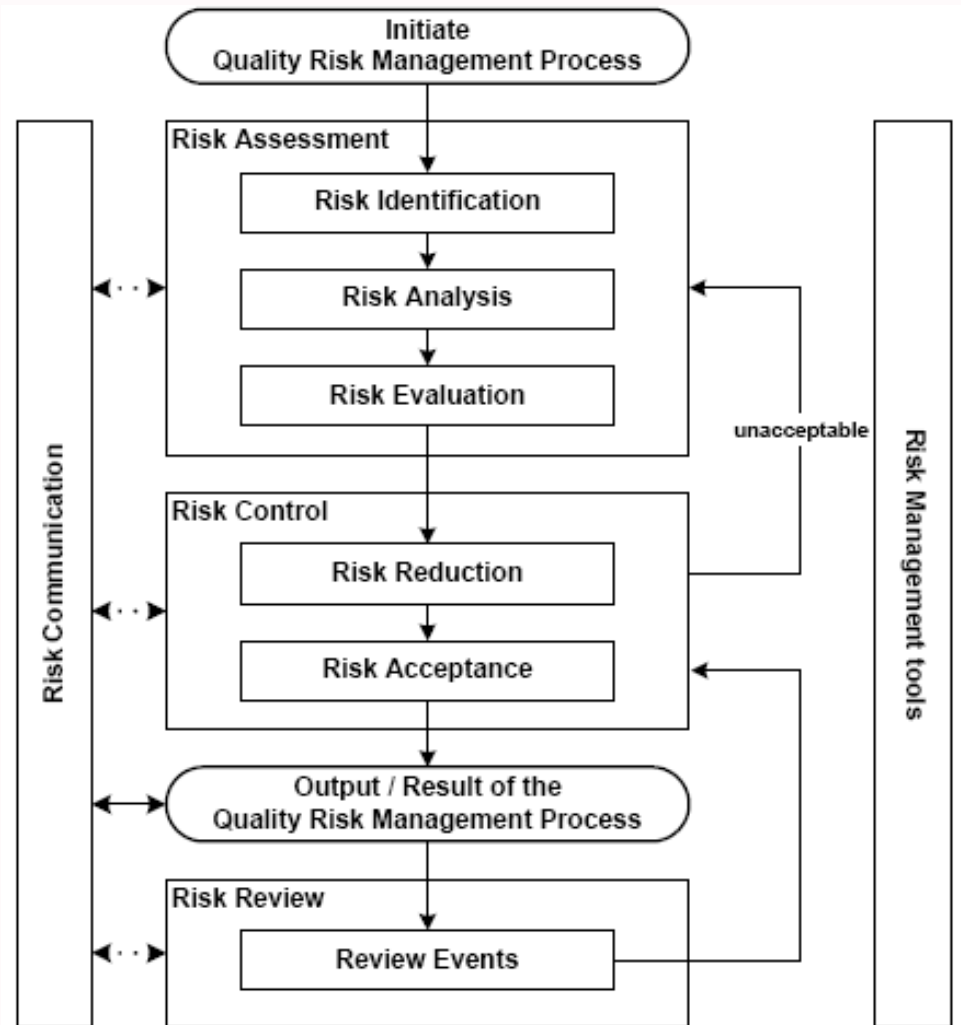 Initiate
Quality Risk Management Process
Risk Assessment
Risk Identification
Risk Analysis
Risk Evaluation
unacceptable
Risk Communication
Risk Management tools
Risk Control
Risk Reduction
Risk Acceptance
Output / Result of the
Quality Risk Management Process
Risk Review
Review Events